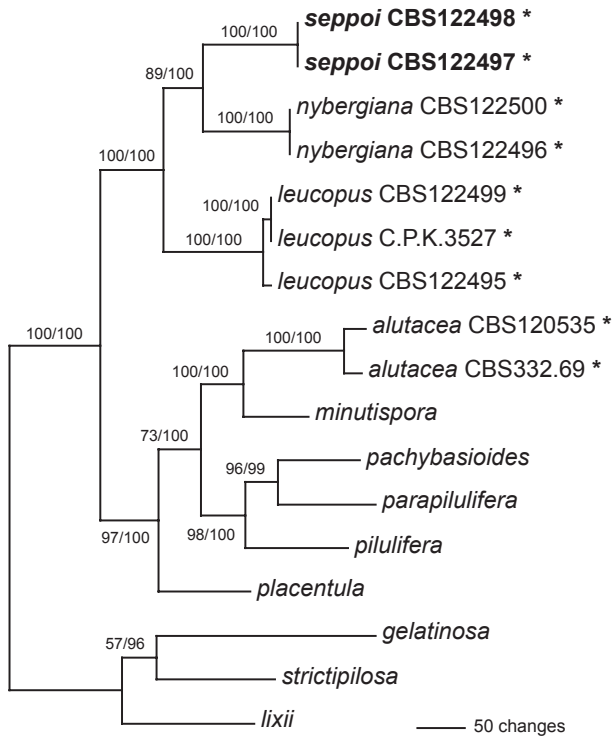 100/100
seppoi CBS122498 *
seppoi CBS122497 *
89/100
100/100
nybergiana CBS122500 *
nybergiana CBS122496 *
100/100
100/100
leucopus CBS122499 *
leucopus C.P.K.3527 *
100/100
leucopus CBS122495 *
100/100
100/100
alutacea CBS120535 *
alutacea CBS332.69 *
100/100
minutispora
73/100
96/99
pachybasioides
parapilulifera
98/100
pilulifera
97/100
placentula
57/96
gelatinosa
strictipilosa
lixii
50 changes